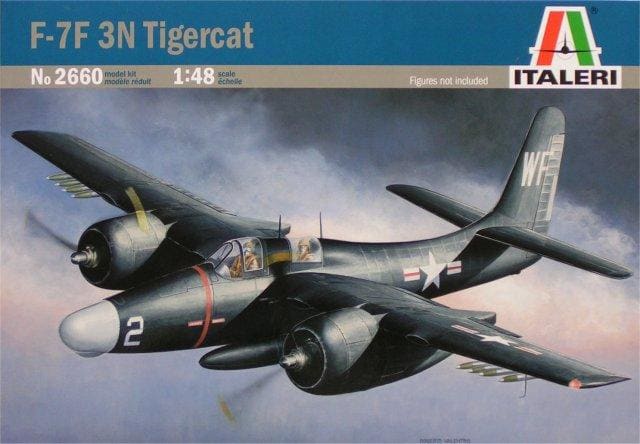 F-7F 3N Tigercat
No 2660 model kit
modèle réduit
1:48 scale
échelle
Figures not included
ITALERI
WF
2